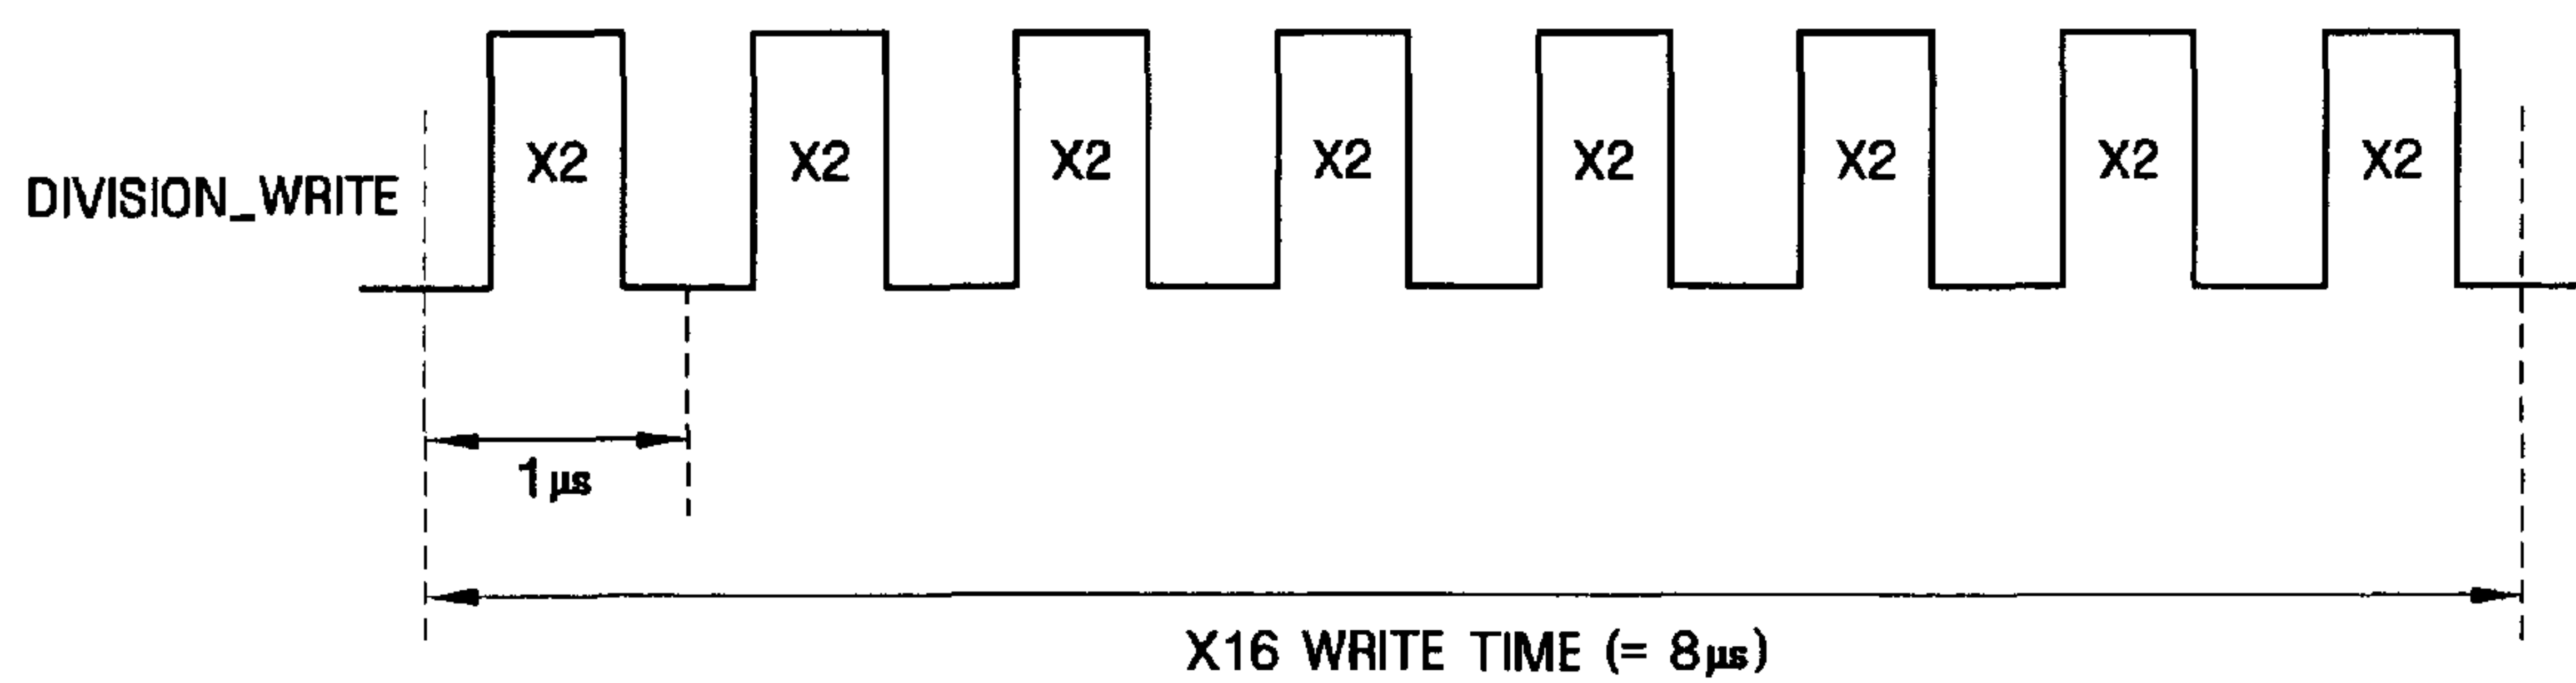 X2 X2 X2 X2 X2 X2 X2 X2
DIVISION_WRITE
1μs
X16 WRITE TIME (= 8μs)